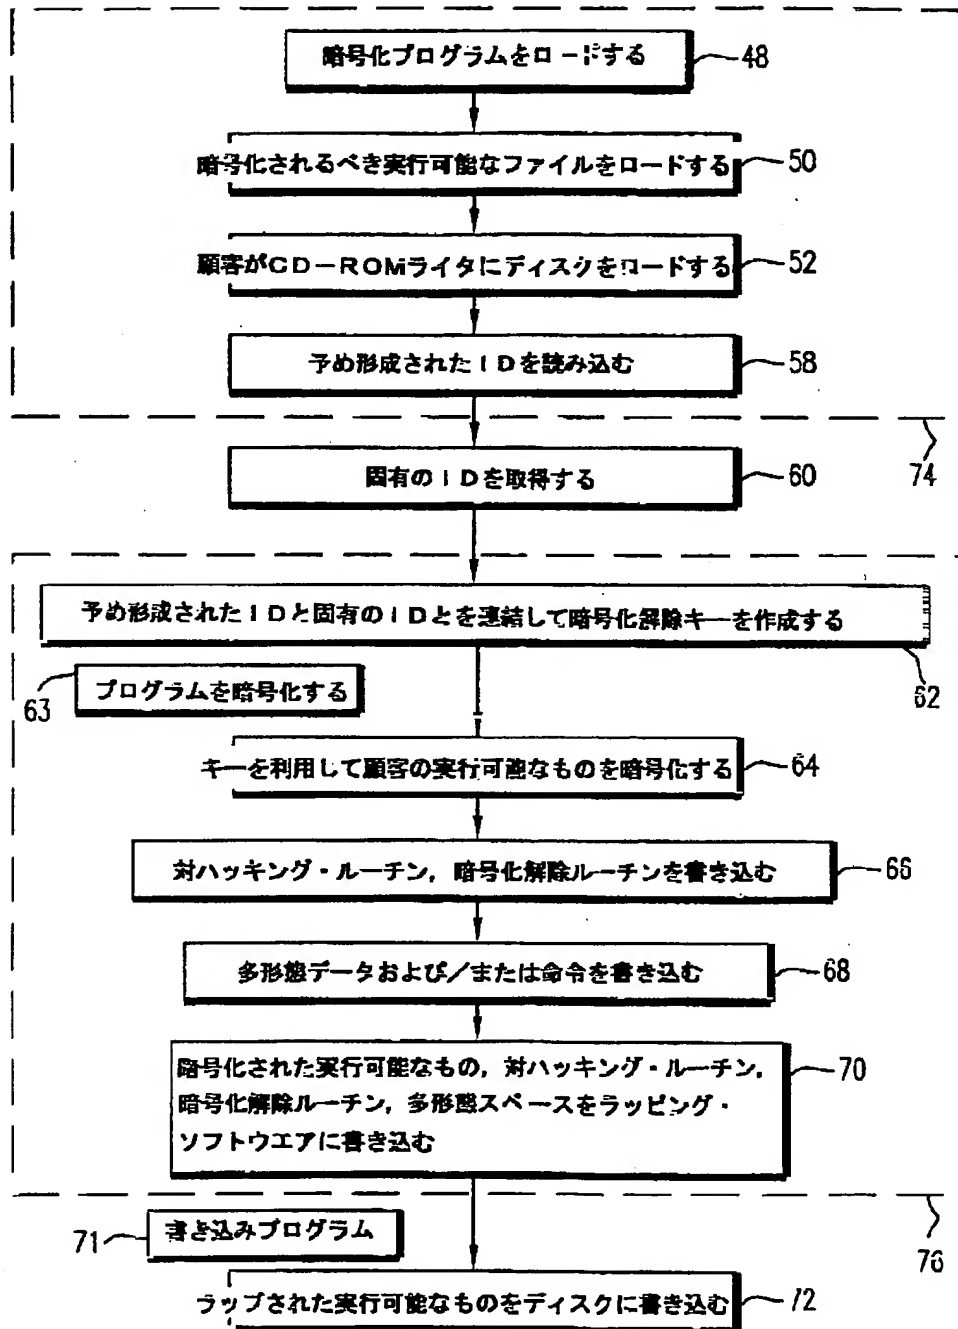 暗号化プログラムをロードする
48
暗号化されるべき実行可能なファイルをロードする
50
顧客がCD-ROMライタにディスクをロードする
52
予め形成されたIDを読み込む
58
74
固有のIDを取得する
60
予め形成されたIDと固有のIDとを連結して暗号化解除キーを作成する
62
63
プログラムを暗号化する
キーを利用して顧客の実行可能なものを暗号化する
64
対ハッキング・ルーチン,暗号化解除ルーチンを書き込む
66
多形態データおよび/または命令を書き込む
68
暗号化された実行可能なもの,対ハッキング・ルーチン,
暗号化解除ルーチン,多形態スペースをラッピング・
ソフトウエアに書き込む
70
76
71
書き込みプログラム
ラップされた実行可能なものをディスクに書き込む
72